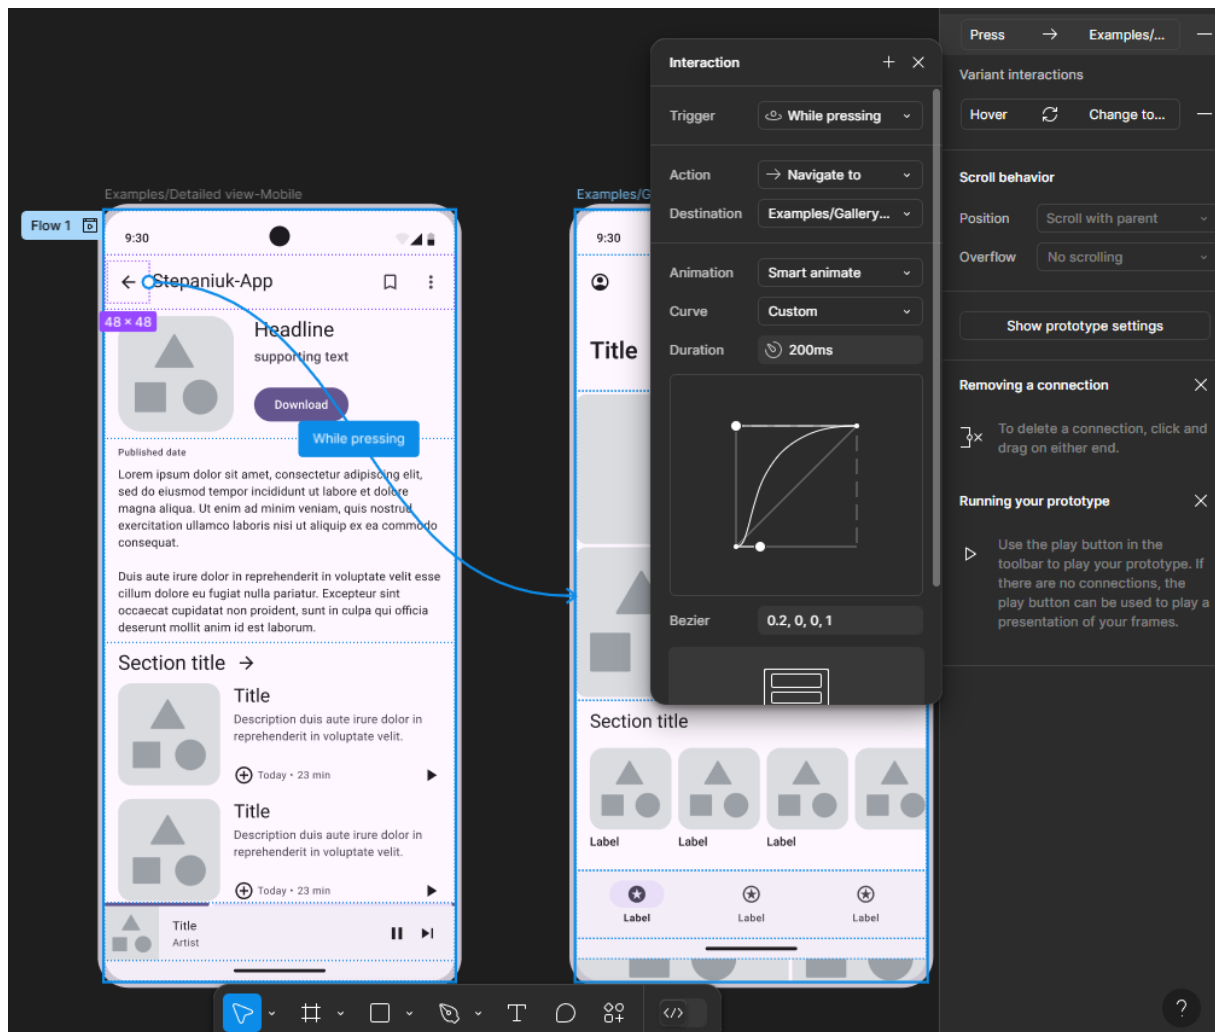 Press
Examples/...
Variant interactions
Hover
Change to...
Scroll behavior
Position
Scroll with parent
Overflow
No scrolling
Show prototype settings
Removing a connection
To delete a connection, click and
drag on either end.
Running your prototype
Use the play button in the
toolbar to play your prototype. If
there are no connections, the
play button can be used to play a
presentation of your frames.
Interaction
Trigger
While pressing
Action
Navigate to
Destination
Examples/Gallery...
Animation
Smart animate
Curve
Custom
Duration
200ms
Bezier
0.2, 0, 0, 1
Examples/Detailed view-Mobile
Flow 1
9:30
Stepaniuk-App
48 × 48
Headline
supporting text
Download
While pressing
Published date
Lorem ipsum dolor sit amet, consectetur adipiscing elit,
sed do eiusmod tempor incididunt ut labore et dolore
magna aliqua. Ut enim ad minim veniam, quis nostrud
exercitation ullamco laboris nisi ut aliquip ex ea commodo
consequat.
Duis aute irure dolor in reprehenderit in voluptate velit esse
cillum dolore eu fugiat nulla pariatur. Excepteur sint
occaecat cupidatat non proident, sunt in culpa qui officia
deserunt mollit anim id est laborum.
Section title
Title
Description duis aute irure dolor in
reprehenderit in voluptate velit.
Today • 23 min
Title
Description duis aute irure dolor in
reprehenderit in voluptate velit.
Today • 23 min
Title
Artist
Examples/G
9:30
Title
Section title
Label
Label
Label
Label
Label
Label